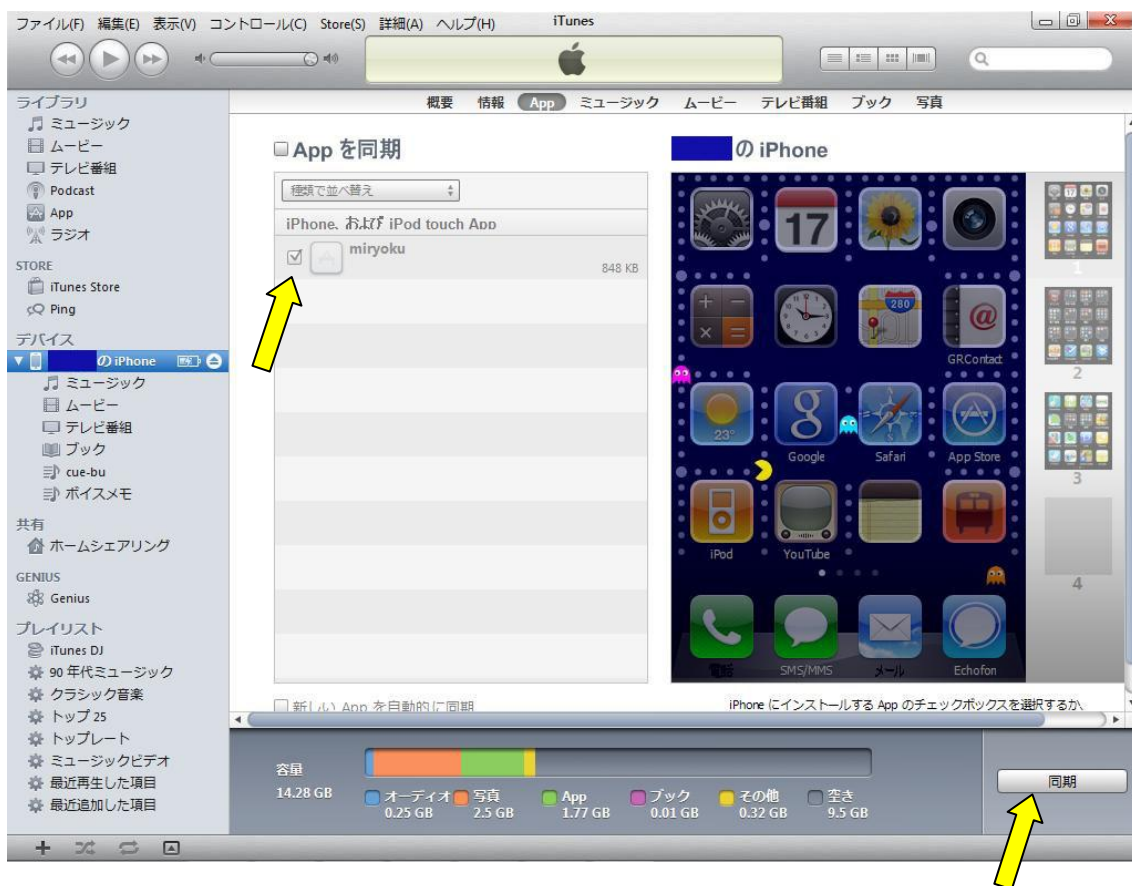 ファイル(F) 編集(E) 表示(V) コントロール(C) Store(S) 詳細(A) ヘルプ(H) iTunes
概要 情報 App ミュージック ムービー テレビ番組 ブック 写真
ライブラリ
ミュージック
ムービー
テレビ番組
Podcast
App
ラジオ
STORE
iTunes Store
Ping
デバイス
の iPhone
ミュージック
ムービー
テレビ番組
ブック
cue-bu
ボイスメモ
共有
ホームシェアリング
GENIUS
Genius
プレイリスト
iTunes DJ
90 年代ミュージック
クラシック音楽
トップ 25
トップレート
ミュージックビデオ
最近再生した項目
最近追加した項目
App を同期
種類で並べ替え
iPhone、および iPod touch App
miryoku
848 KB
新しい App を自動的に同期
の iPhone
17
280
GRContact
23°
Google Safari App Store
iPod YouTube
電話 SMS/MMS メール Echofon
1
2
3
4
iPhone にインストールする App のチェックボックスを選択するか、
容量
14.28 GB
オーディオ 写真 App ブック その他 空き
0.25 GB 2.5 GB 1.77 GB 0.01 GB 0.32 GB 9.5 GB
同期